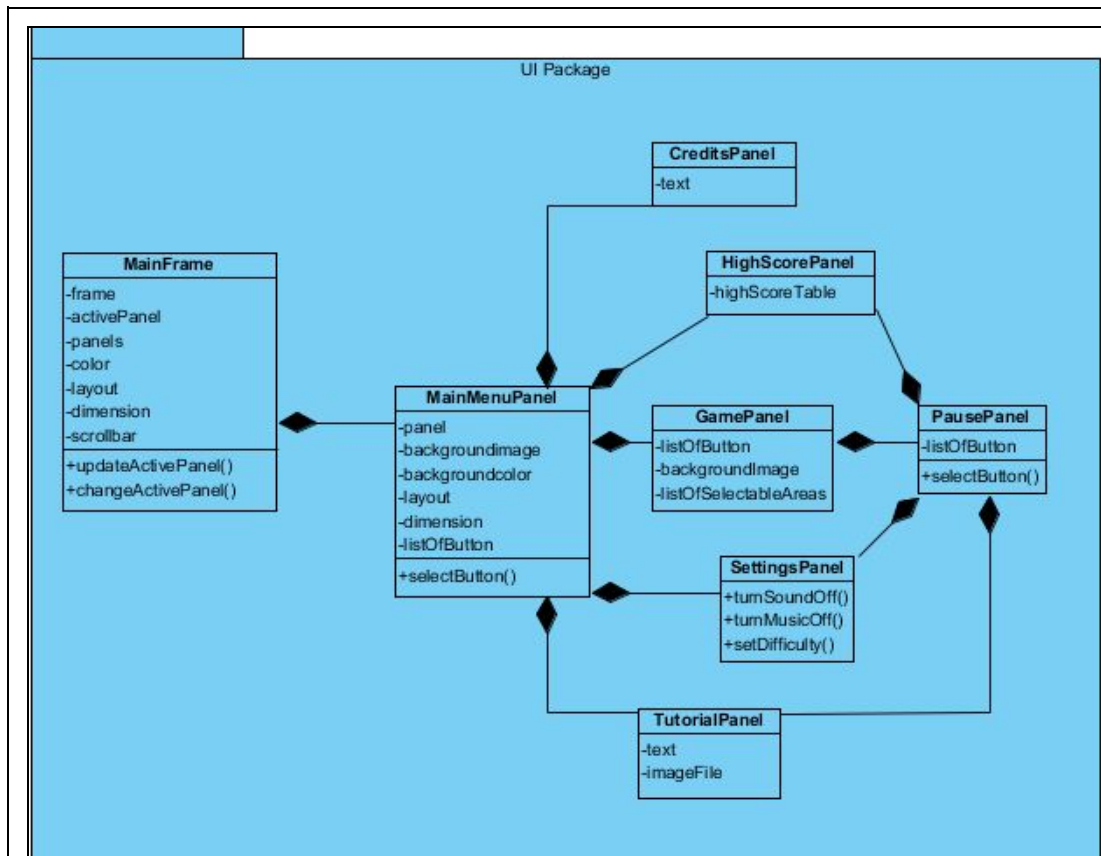 UI Package
CreditsPanel
-text
MainFrame
-frame
-activePanel
-panels
-color
-layout
-dimension
-scrollbar
+updateActivePanel()
+changeActivePanel()
HighScorePanel
-highScoreTable
MainMenuPanel
-panel
-backgroundimage
-backgroundcolor
-layout
-dimension
-listOfButton
+selectButton()
GamePanel
-listOfButton
-backgroundImage
-listOfSelectableAreas
PausePanel
-listOfButton
+selectButton()
SettingsPanel
+turnSoundOff()
+turnMusicOff()
+setDifficulty()
TutorialPanel
-text
-imageFile